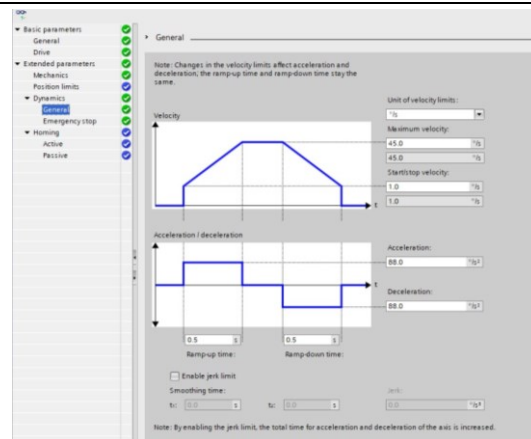 Basic parameters
General
Drive
Extended parameters
Mechanics
Position limits
Dynamics
General
Emergency stop
Homing
Active
Passive
General
Note: Changes in the velocity limits affect acceleration and
deceleration, the ramp-up time and ramp-down time stay the
same.
Unit of velocity limits:
°/s
Velocity
Maximum velocity:
45.0 °/s
45.0 °/s
Start/stop velocity:
1.0 °/s
1.0 °/s
t
Acceleration / deceleration
Acceleration:
88.0 °/s²
t
Deceleration:
88.0 °/s²
0.5 s 0.5 s
Ramp-up time: Ramp-down time:
Enable jerk limit
Smoothing time: Jerk:
t₁: 0.0 s t₂: 0.0 s 0.0 °/s³
Note: By enabling the jerk limit, the total time for acceleration and deceleration of the axis is increased.